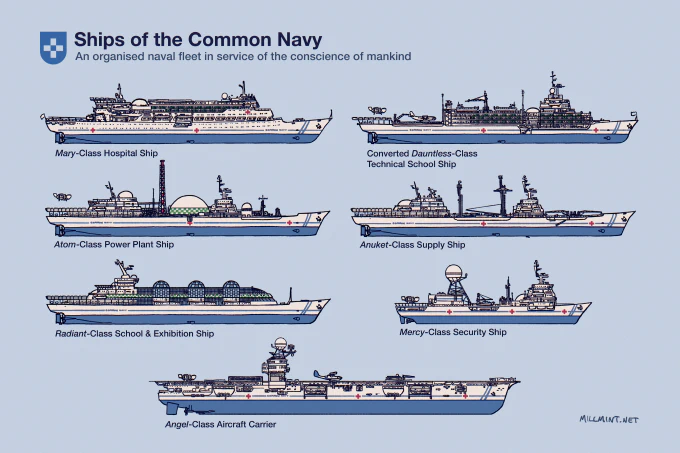 Ships of the Common Navy
An organised naval fleet in service of the conscience of mankind
Mary-Class Hospital Ship
Converted Dauntless-Class
Technical School Ship
Atom-Class Power Plant Ship
Anuket-Class Supply Ship
Radiant-Class School & Exhibition Ship
Mercy-Class Security Ship
Angel-Class Aircraft Carrier
MILLMINT.NET